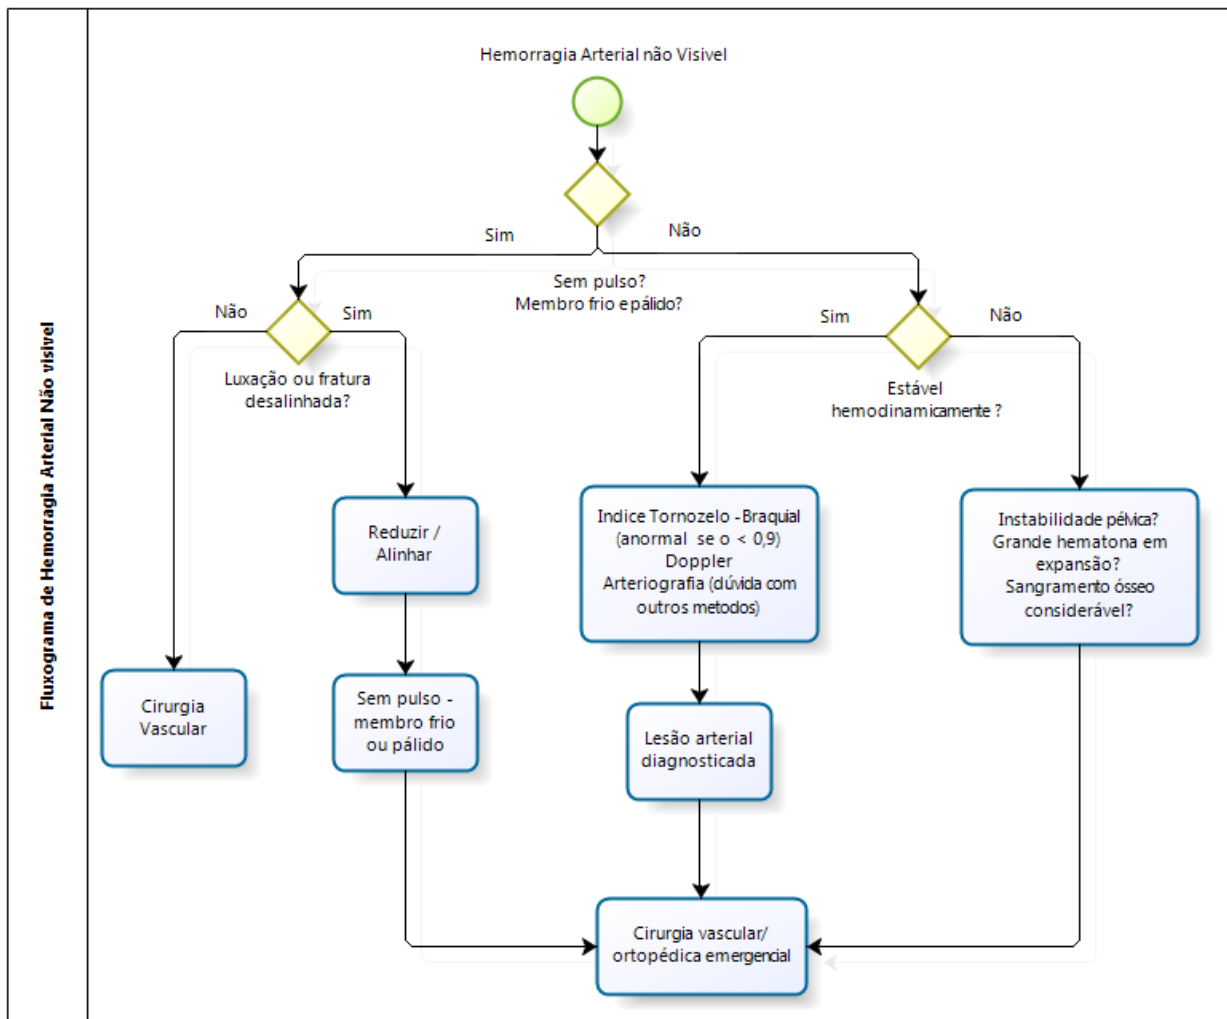 Fluxograma de Hemorragia Arterial Não visivel
Hemorragia Arterial não Visivel
Sim
Não
Sem pulso?
Membro frio e pálido?
Não
Sim
Luxação ou fratura
desalinhada?
Sim
Não
Estável
hemodinamicamente ?
Reduzir /
Alinhar
Indice Tornozelo - Braquial
(anormal se o < 0,9)
Doppler
Arteriografia (dúvida com
outros metodos)
Instabilidade pélvica?
Grande hematona em
expansão?
Sangramento ósseo
considerável?
Cirurgia
Vascular
Sem pulso -
membro frio
ou pálido
Lesão arterial
diagnosticada
Cirurgia vascular/
ortopédica emergencial